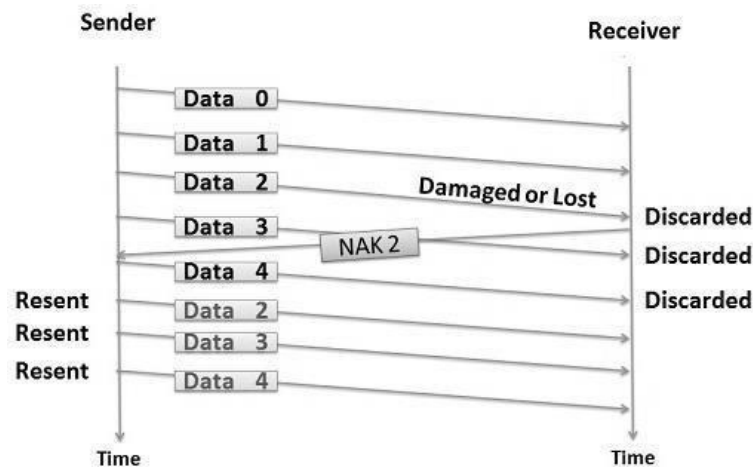 Sender
Receiver
Data 0
Data 1
Data 2
Damaged or Lost
Discarded
Data 3
NAK 2
Discarded
Data 4
Discarded
Resent
Data 2
Resent
Data 3
Resent
Data 4
Time
Time